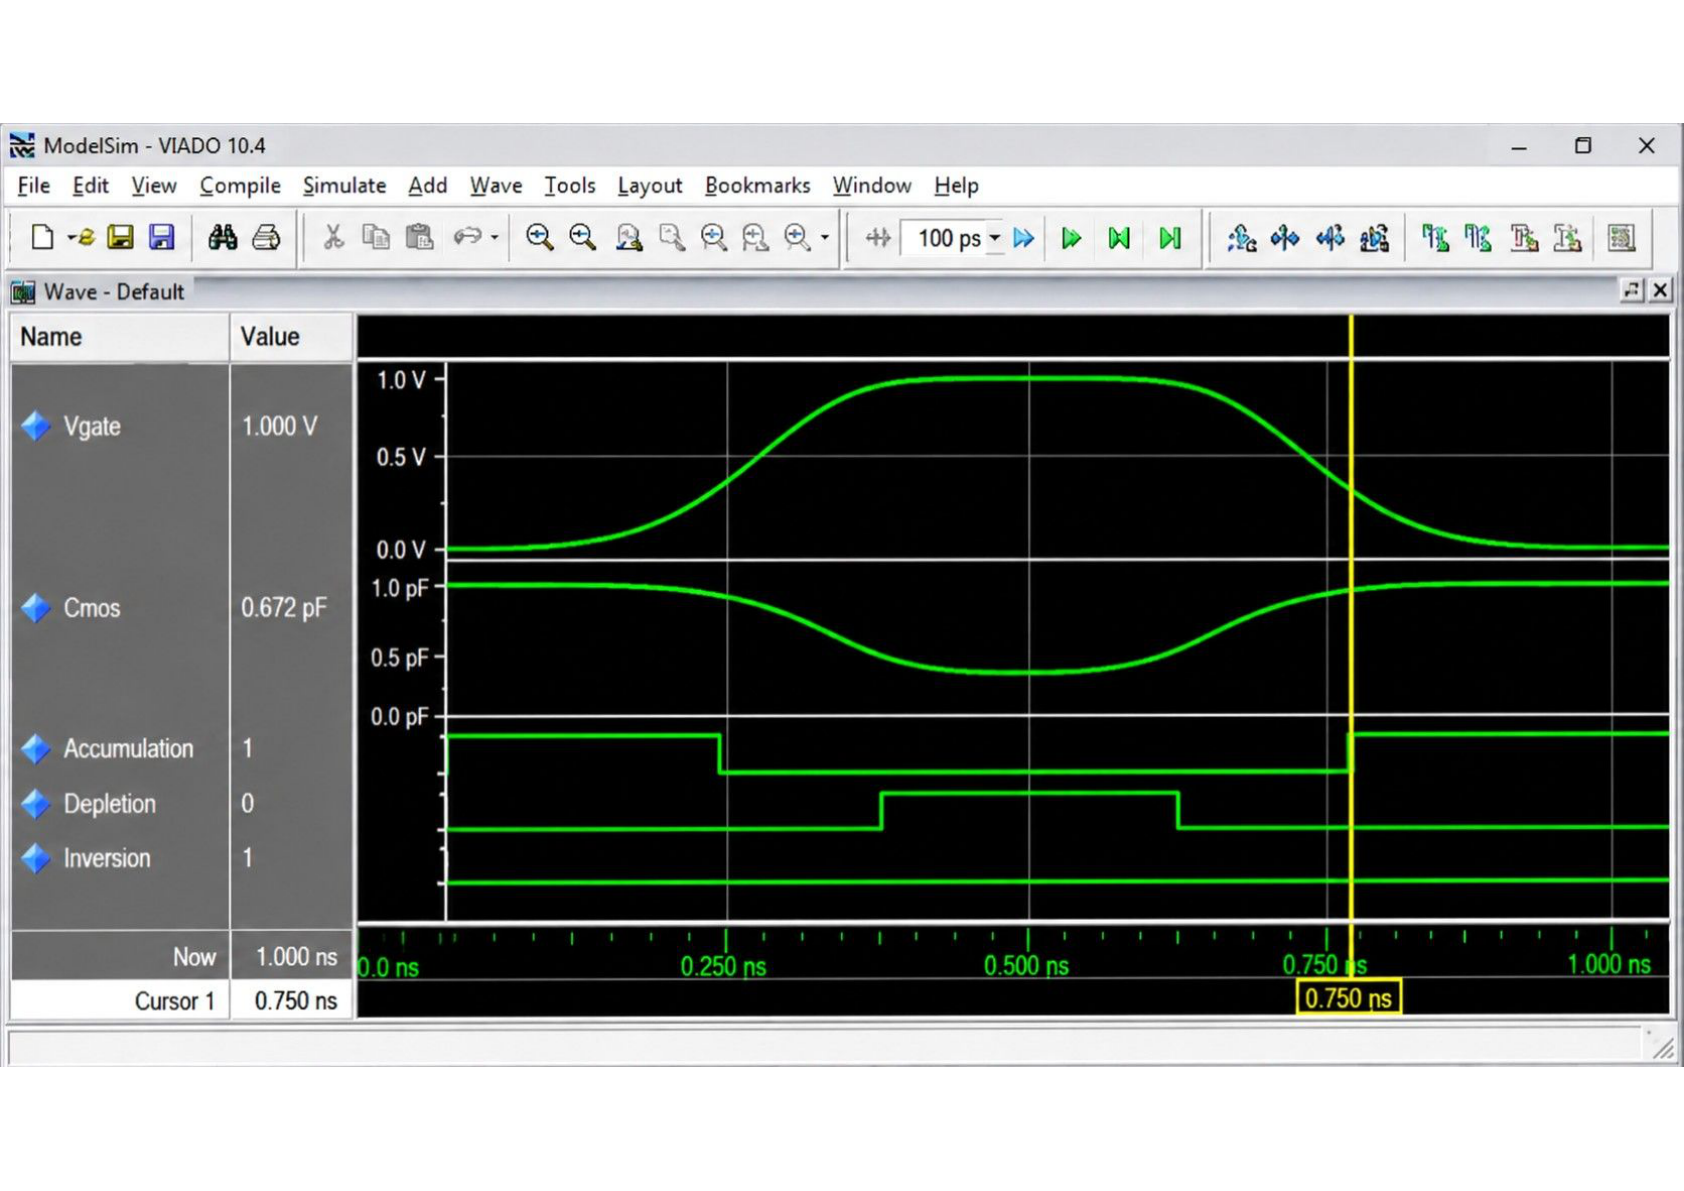 ModelSim - VIADO 10.4
File Edit View Compile Simulate Add Wave Tools Layout Bookmarks Window Help
100 ps
Wave - Default
Name Value
1.0 V
Vgate 1.000 V
0.5 V
0.0 V
1.0 pF
Cmos 0.672 pF
0.5 pF
0.0 pF
Accumulation 1
Depletion 0
Inversion 1
Now 1.000 ns
0.0 ns 0.250 ns 0.500 ns 0.750 ns 1.000 ns
Cursor 1 0.750 ns
0.750 ns